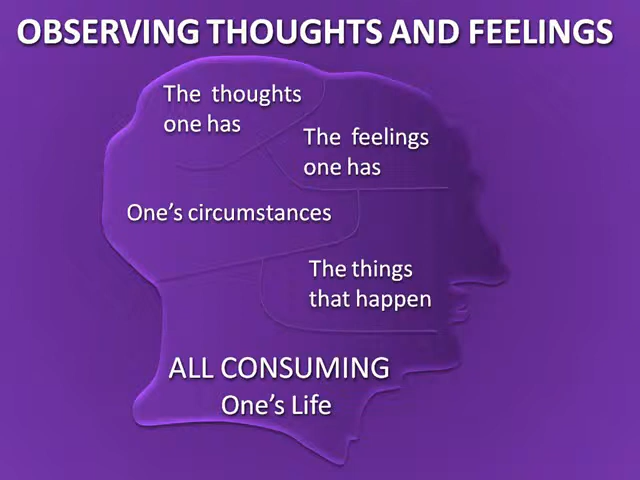 OBSERVING THOUGHTS AND FEELINGS
The thoughts
one has
The feelings
one has
One's circumstances
The things
that happen
ALL CONSUMING
One's Life